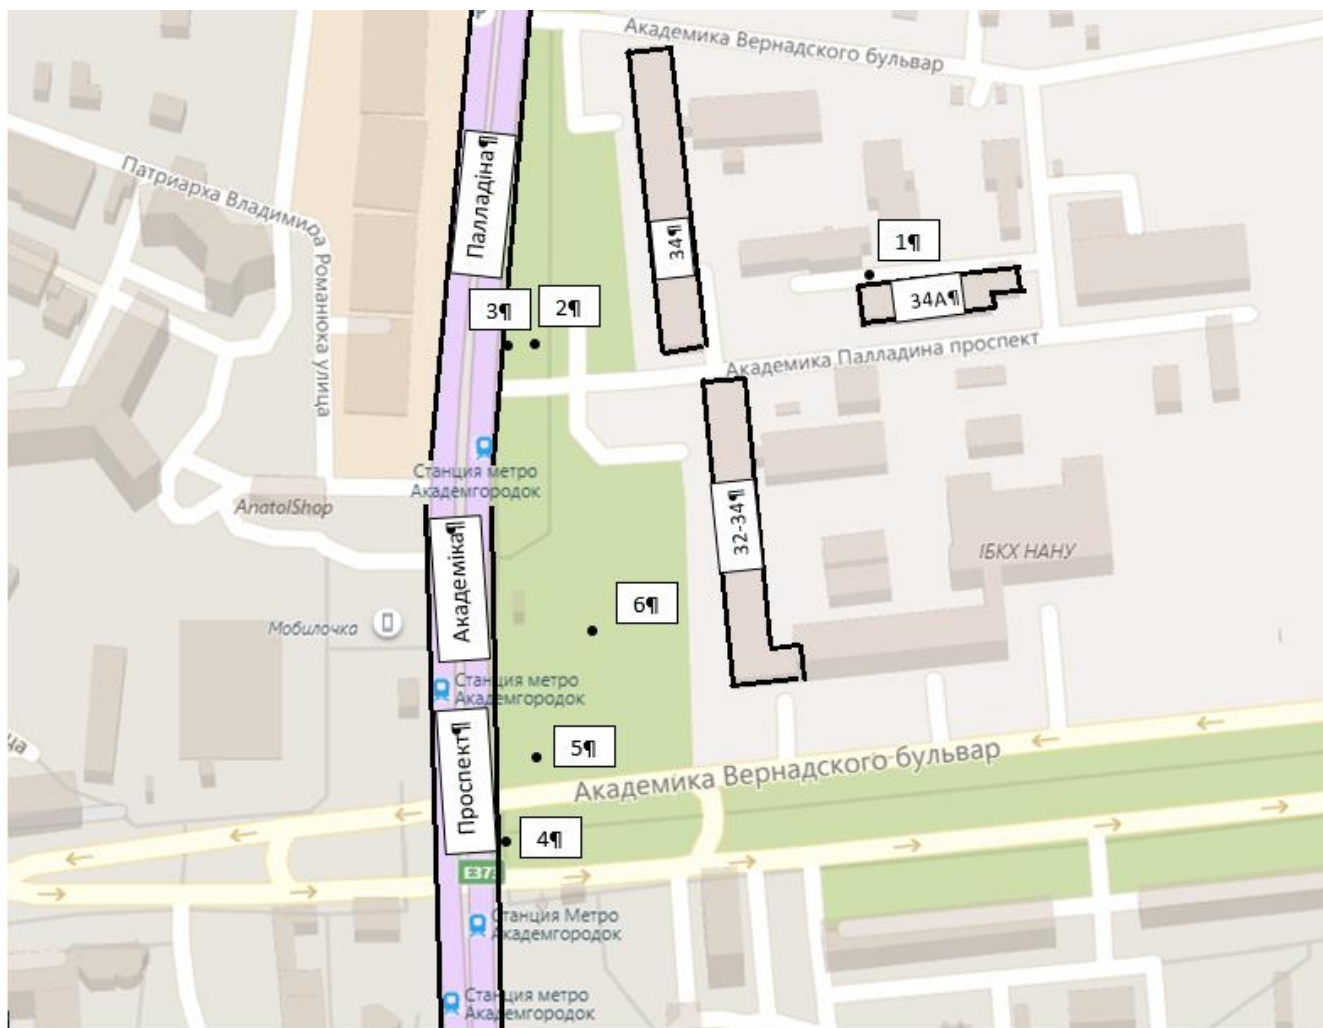 Академика Вернадского бульвар
Патриарха Владимира Романюка улица
Палладіна¶
34¶
1¶
34А¶
3¶
2¶
Академика Палладина проспект
Станция метро
Академгородок
AnatolShop
Академіка¶
32-34¶
ІБКХ НАНУ
6¶
Мобилочка
Станция метро
Академгородок
Проспект¶
5¶
Академика Вернадского бульвар
4¶
E373
Станция Метро
Академгородок
Станция метро
Академгородок